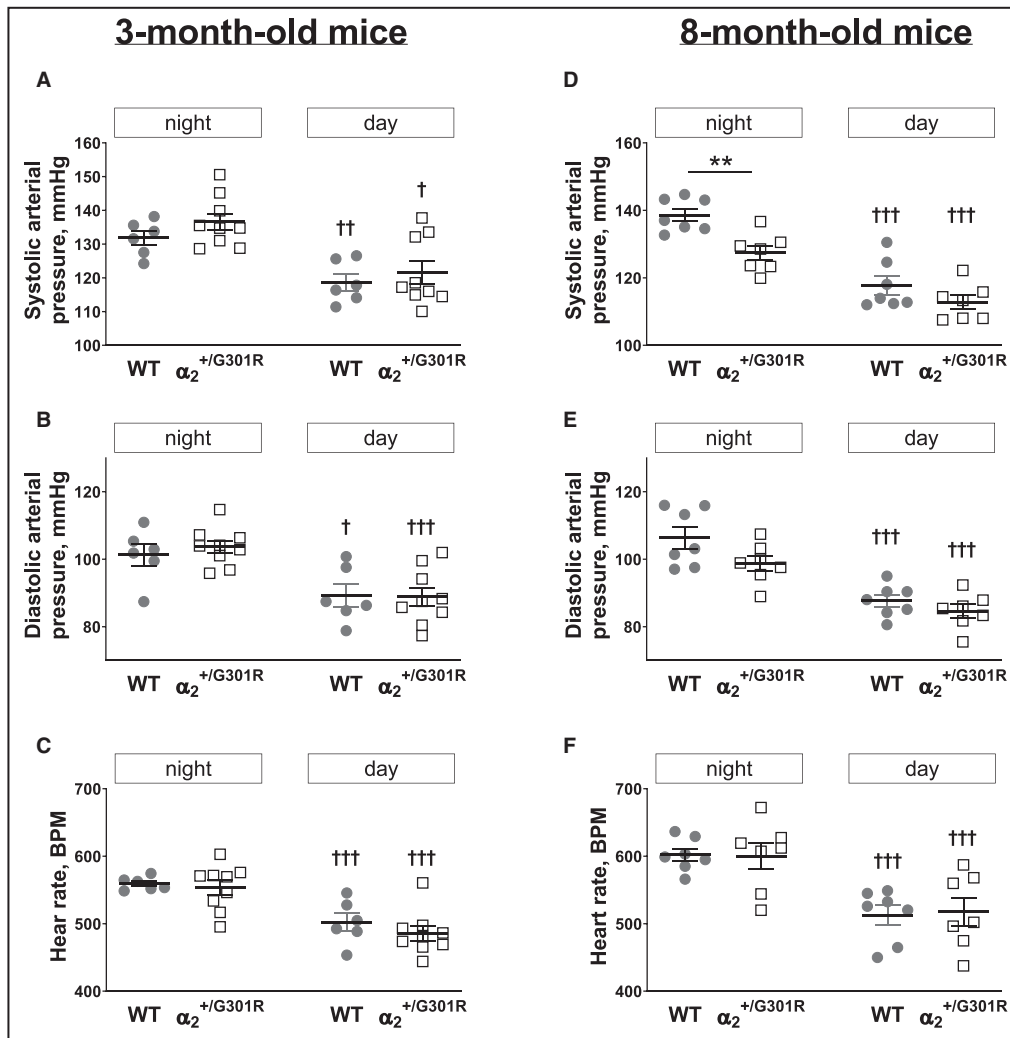 3-month-old mice
8-month-old mice
A
night
day
Systolic arterial
pressure, mmHg
160
150
140
130
120
110
100
††
†
WT
α2+/G301R
WT
α2+/G301R
D
night
day
Systolic arterial
pressure, mmHg
160
140
120
100
**
†††
†††
WT
α2+/G301R
WT
α2+/G301R
B
night
day
Diastolic arterial
pressure, mmHg
120
100
80
†
†††
WT
α2+/G301R
WT
α2+/G301R
E
night
day
Diastolic arterial
pressure, mmHg
120
100
80
†††
†††
WT
α2+/G301R
WT
α2+/G301R
C
night
day
Hear rate, BPM
700
600
500
400
†††
†††
WT
α2+/G301R
WT
α2+/G301R
F
night
day
Heart rate, BPM
700
600
500
400
†††
†††
WT
α2+/G301R
WT
α2+/G301R